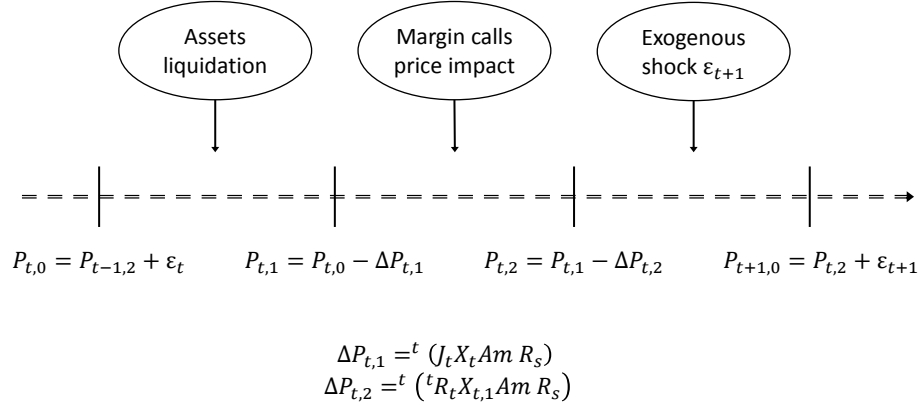 Assets
liquidation
Margin calls
price impact
Exogenous
shock ε_{t+1}
P_{t,0} = P_{t−1,2} + ε_t
P_{t,1} = P_{t,0} − ΔP_{t,1}
P_{t,2} = P_{t,1} − ΔP_{t,2}
P_{t+1,0} = P_{t,2} + ε_{t+1}
ΔP_{t,1} =^t (J_t X_t Am R_s)
ΔP_{t,2} =^t (^t R_t X_{t,1} Am R_s)